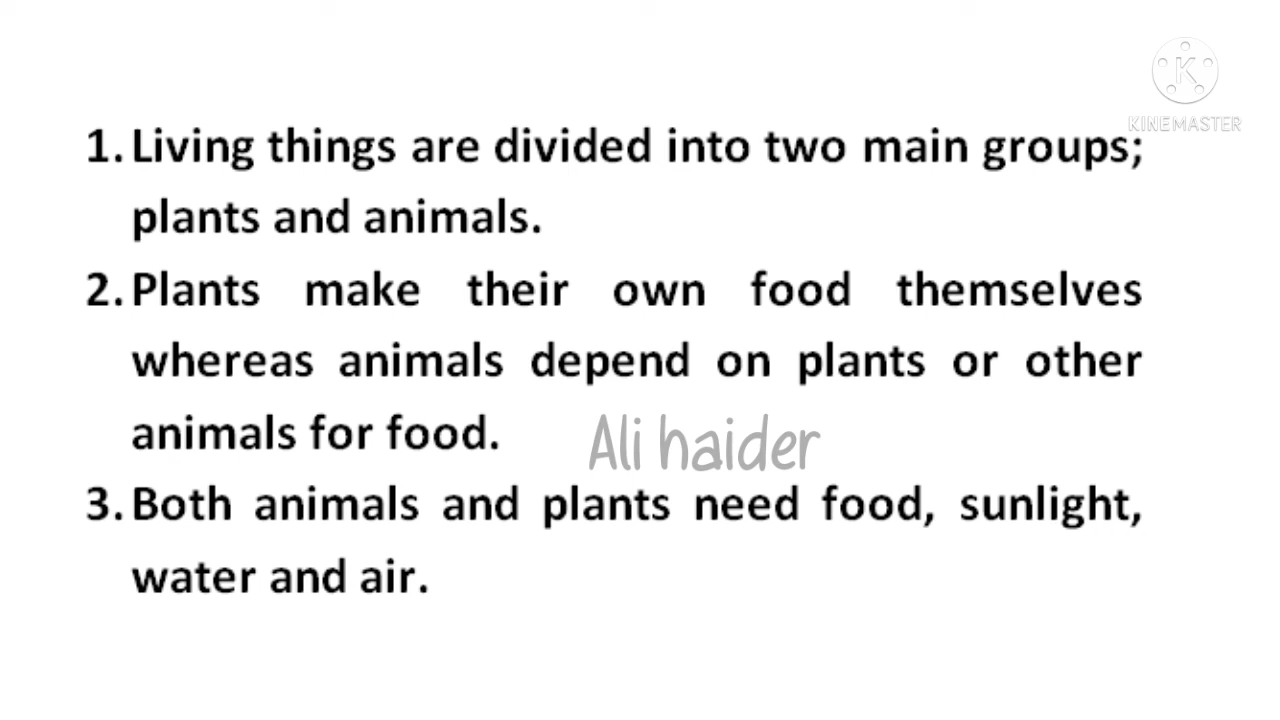 KINEMASTER
1. Living things are divided into two main groups;
plants and animals.
2. Plants make their own food themselves
whereas animals depend on plants or other
animals for food.
Ali haider
3. Both animals and plants need food, sunlight,
water and air.